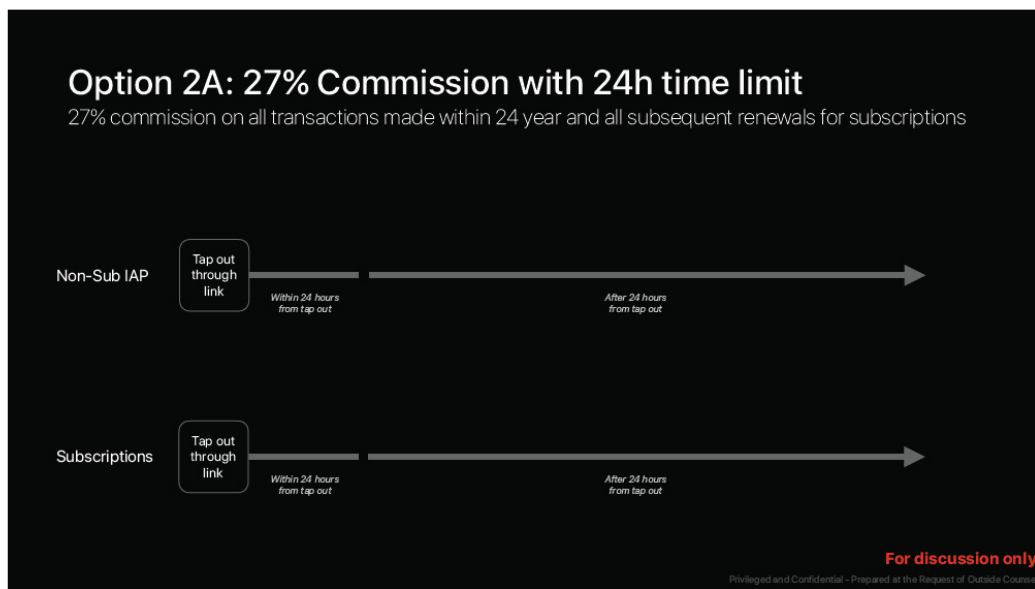 Option 2A: 27% Commission with 24h time limit
27% commission on all transactions made within 24 year and all subsequent renewals for subscriptions
Non-Sub IAP
Tap out
through
link
Within 24 hours
from tap out
After 24 hours
from tap out
Subscriptions
Tap out
through
link
Within 24 hours
from tap out
After 24 hours
from tap out
For discussion only
Privileged and Confidential – Prepared at the Request of Outside Counse